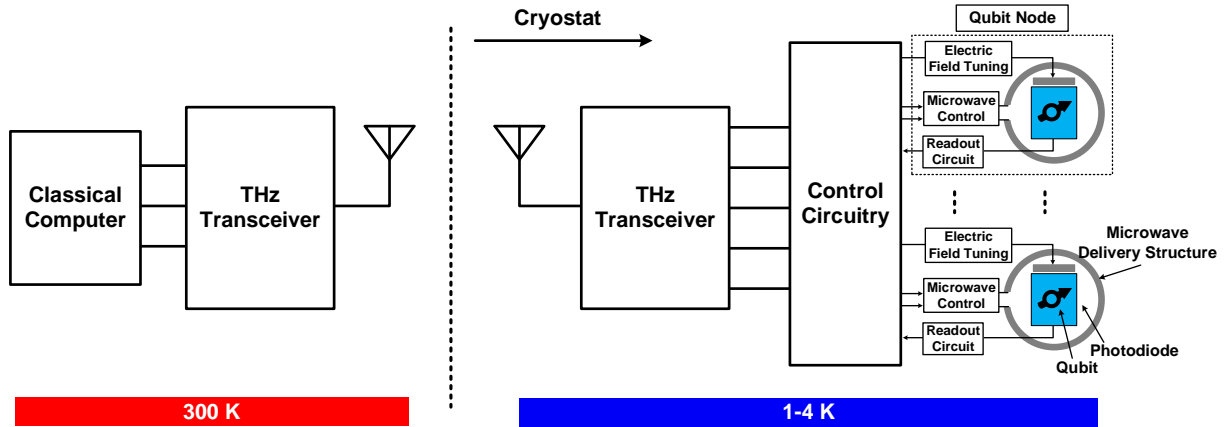 Cryostat
Qubit Node
Classical
Computer
THz
Transceiver
THz
Transceiver
Control
Circuitry
Electric
Field Tuning
Microwave
Control
Readout
Circuit
Electric
Field Tuning
Microwave
Control
Readout
Circuit
Microwave
Delivery Structure
Photodiode
Qubit
300 K
1-4 K